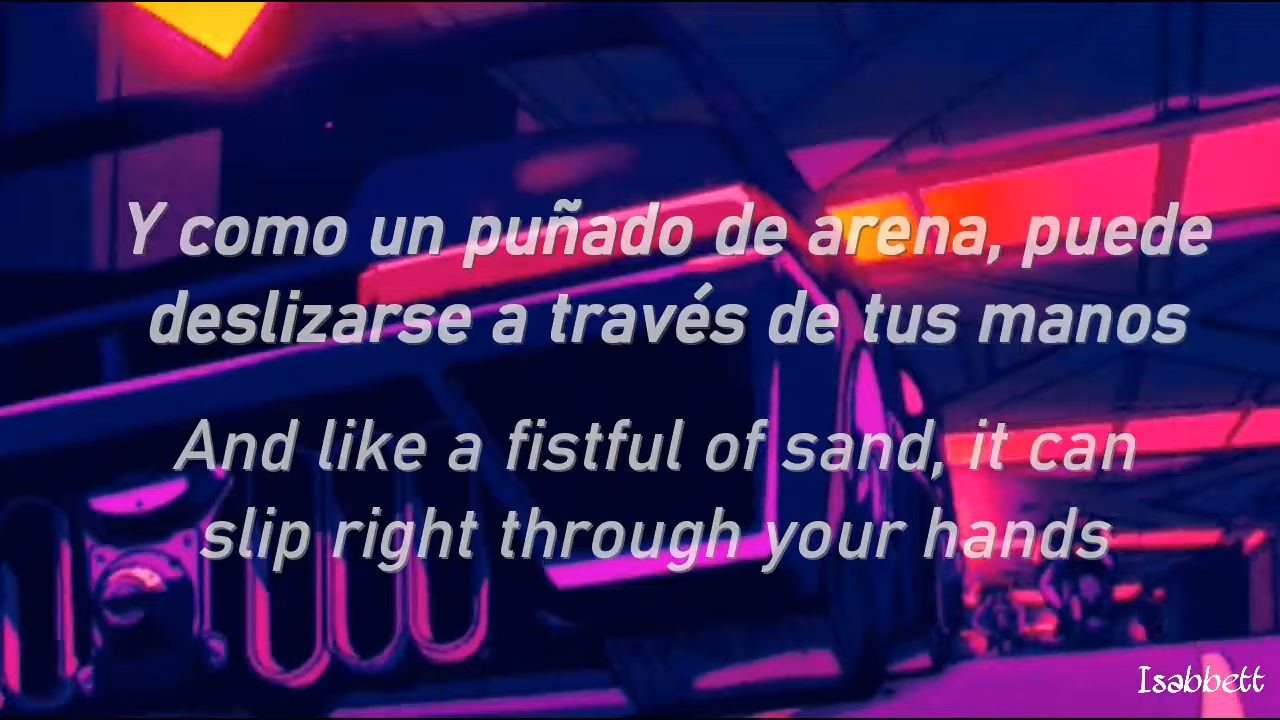 Y como un puñado de arena, puede
deslizarse a través de tus manos
And like a fistful of sand, it can
slip right through your hands
Isabbett